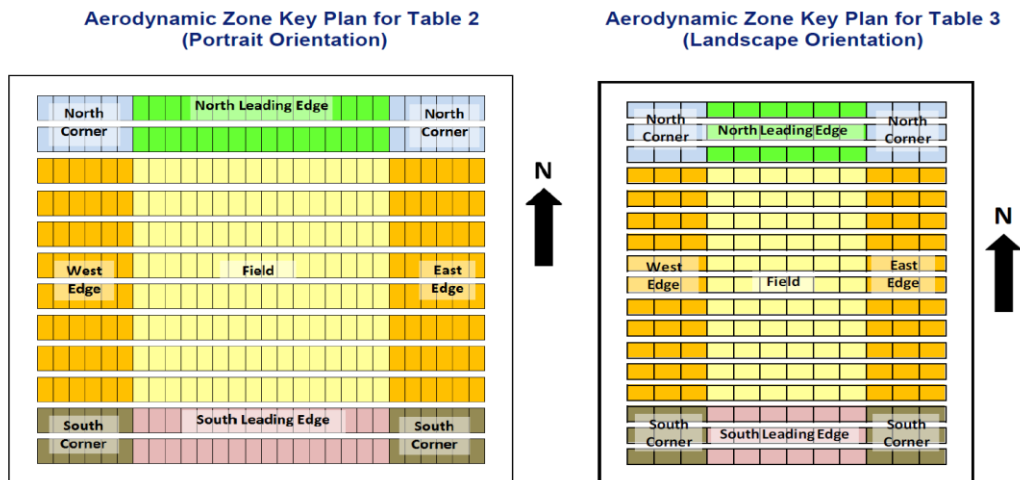 Aerodynamic Zone Key Plan for Table 2
(Portrait Orientation)
North
Corner
North Leading Edge
North
Corner
West
Edge
Field
East
Edge
South
Corner
South Leading Edge
South
Corner
N
Aerodynamic Zone Key Plan for Table 3
(Landscape Orientation)
North
Corner
North Leading Edge
North
Corner
West
Edge
Field
East
Edge
South
Corner
South Leading Edge
South
Corner
N